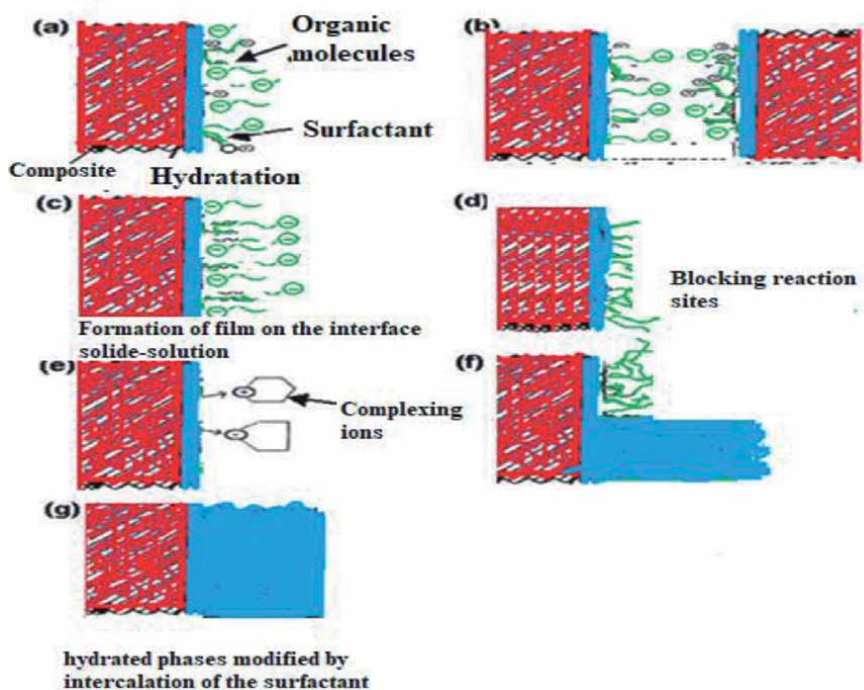 (a)
Organic
molecules
Surfactant
Composite
Hydratation
(b)
(c)
Formation of film on the interface
solide-solution
(d)
Blocking reaction
sites
(e)
Complexing
ions
(f)
(g)
hydrated phases modified by
intercalation of the surfactant